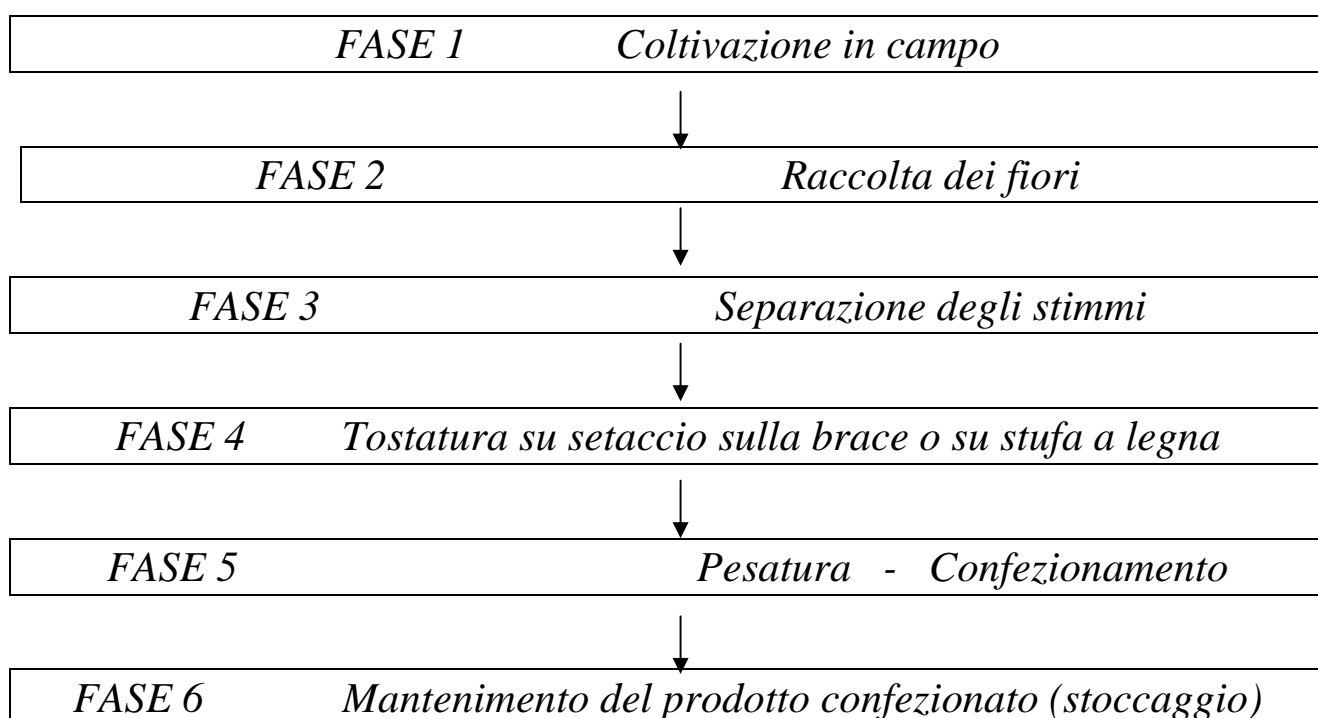 FASE 1 Coltivazione in campo
FASE 2 Raccolta dei fiori
FASE 3 Separazione degli stimmi
FASE 4 Tostatura su setaccio sulla brace o su stufa a legna
FASE 5 Pesatura - Confezionamento
FASE 6 Mantenimento del prodotto confezionato (stoccaggio)